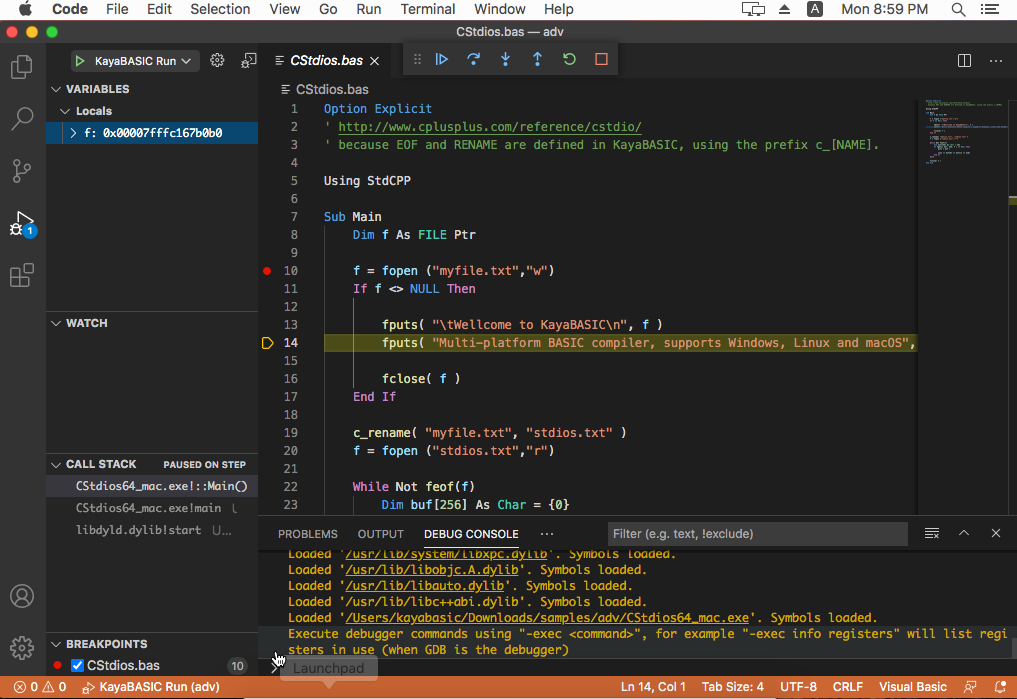 Code File Edit Selection View Go Run Terminal Window Help A Mon 8:59 PM
CStdios.bas — adv
KayaBASIC Run
CStdios.bas
VARIABLES
Locals
f: 0x00007fffc167b0b0
1
WATCH
CALL STACK PAUSED ON STEP
CStdios64_mac.exe!::Main()
CStdios64_mac.exe!main
libdyld.dylib!start U...
BREAKPOINTS
CStdios.bas 10
CStdios.bas
1 Option Explicit
2 ' http://www.cplusplus.com/reference/cstdio/
3 ' because EOF and RENAME are defined in KayaBASIC, using the prefix c_[NAME].
4
5 Using StdCPP
6
7 Sub Main
8 Dim f As FILE Ptr
9
10 f = fopen ("myfile.txt","w")
11 If f <> NULL Then
12
13 fputs( "\tWellcome to KayaBASIC\n", f )
14 fputs( "Multi-platform BASIC compiler, supports Windows, Linux and macOS",
15
16 fclose( f )
17 End If
18
19 c_rename( "myfile.txt", "stdios.txt" )
20 f = fopen ("stdios.txt","r")
21
22 While Not feof(f)
23 Dim buf[256] As Char = {0}
PROBLEMS OUTPUT DEBUG CONSOLE ··· Filter (e.g. text, !exclude)
Loaded '/usr/lib/system/libxpc.dylib'. Symbols loaded.
Loaded '/usr/lib/libobjc.A.dylib'. Symbols loaded.
Loaded '/usr/lib/libauto.dylib'. Symbols loaded.
Loaded '/usr/lib/libc++abi.dylib'. Symbols loaded.
Loaded '/Users/kayabasic/Downloads/samples/adv/CStdios64_mac.exe'. Symbols loaded.
Execute debugger commands using "-exec <command>", for example "-exec info registers" will list regi
sters in use (when GDB is the debugger)
Launchpad
0 0 KayaBASIC Run (adv) Ln 14, Col 1 Tab Size: 4 UTF-8 CRLF Visual Basic